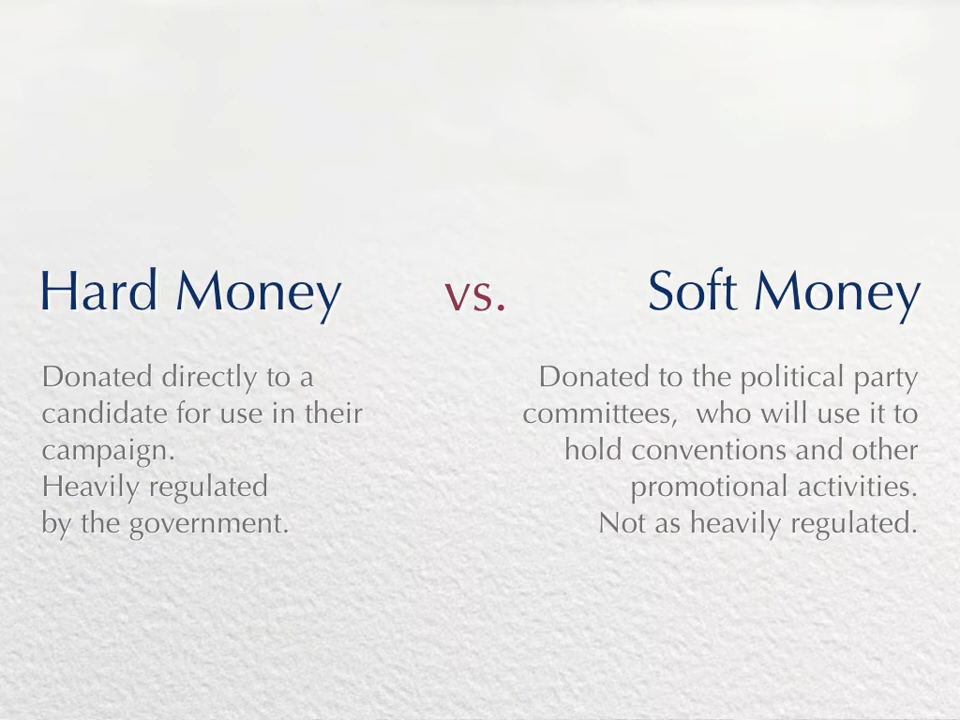 Hard Money vs. Soft Money
Donated directly to a
candidate for use in their
campaign.
Heavily regulated
by the government.
Donated to the political party
committees,  who will use it to
hold conventions and other
promotional activities.
Not as heavily regulated.